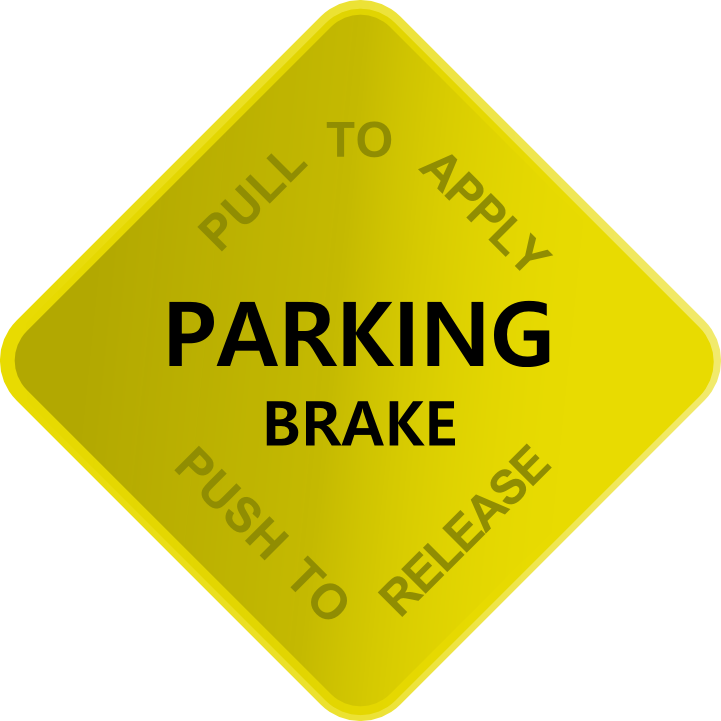 PULL TO APPLY
PARKING
BRAKE
PUSH TO RELEASE